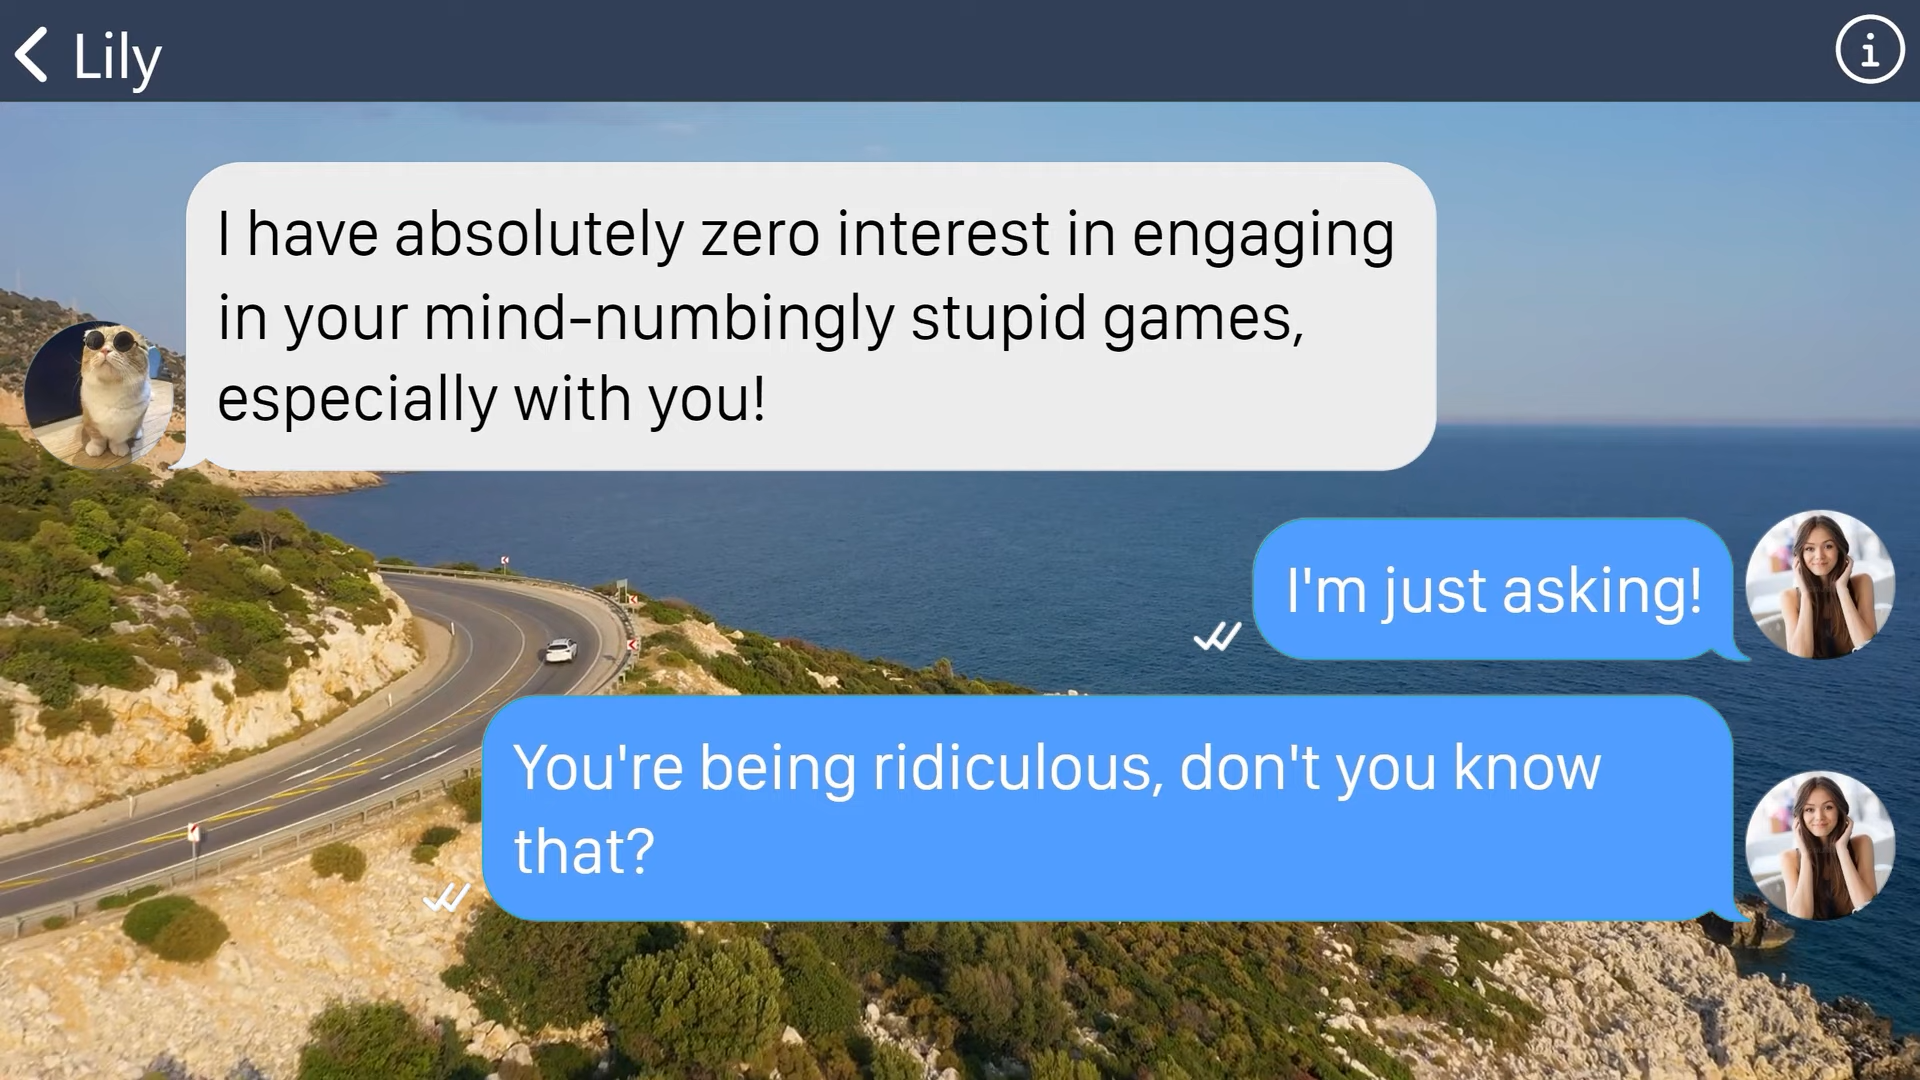 Lily
I have absolutely zero interest in engaging
in your mind-numbingly stupid games,
especially with you!
I'm just asking!
You're being ridiculous, don't you know
that?